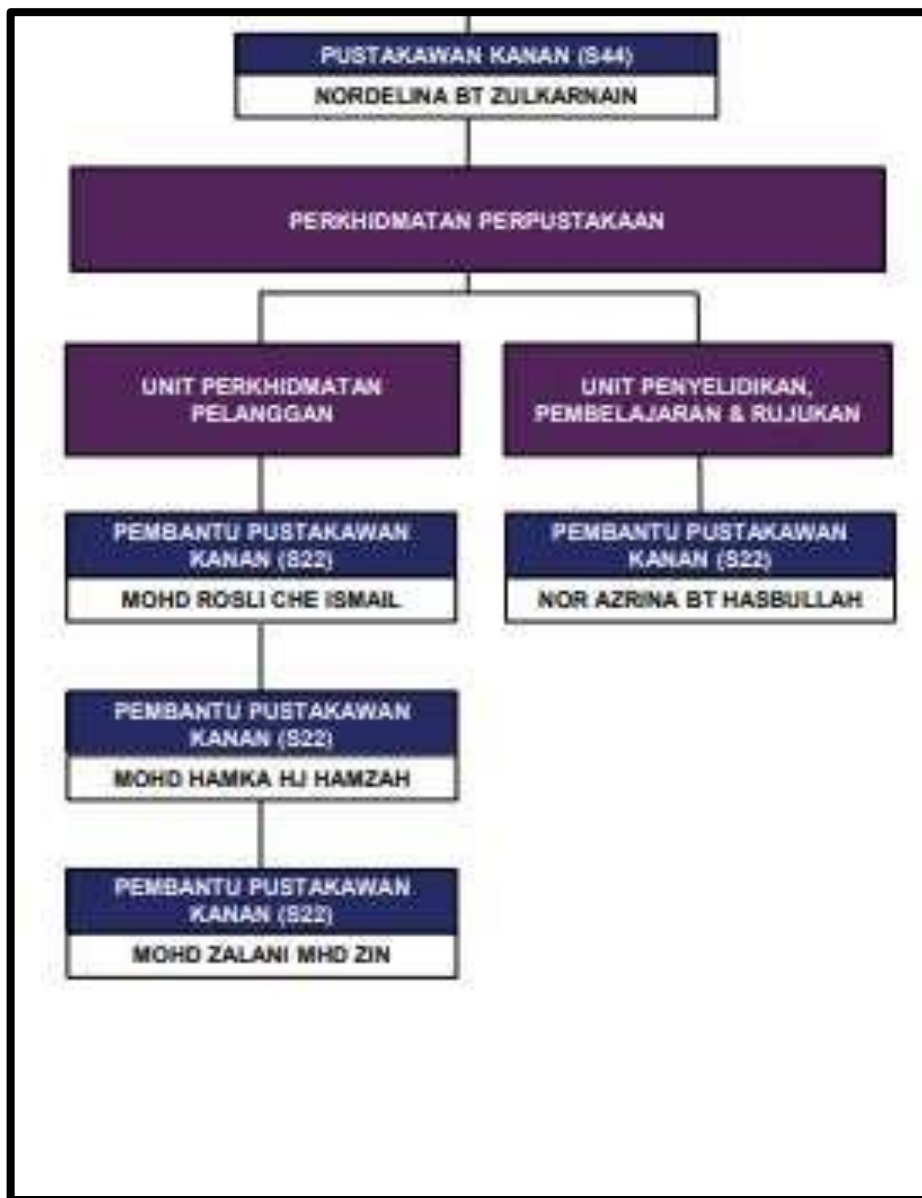 PUSTAKAWAN KANAN (S44)
NORDELINA BT ZULKARNAIN
PERKHIDMATAN PERPUSTAKAAN
UNIT PERKHIDMATAN
PELANGGAN
PEMBANTU PUSTAKAWAN
KANAN (S22)
MOHD ROSLI CHE ISMAIL
PEMBANTU PUSTAKAWAN
KANAN (S22)
MOHD HAMKA HJ HAMZAH
PEMBANTU PUSTAKAWAN
KANAN (S22)
MOHD ZALANI MHD ZIN
UNIT PENYELIDIKAN,
PEMBELAJARAN & RUJUKAN
PEMBANTU PUSTAKAWAN
KANAN (S22)
NOR AZRINA BT HASBULLAH